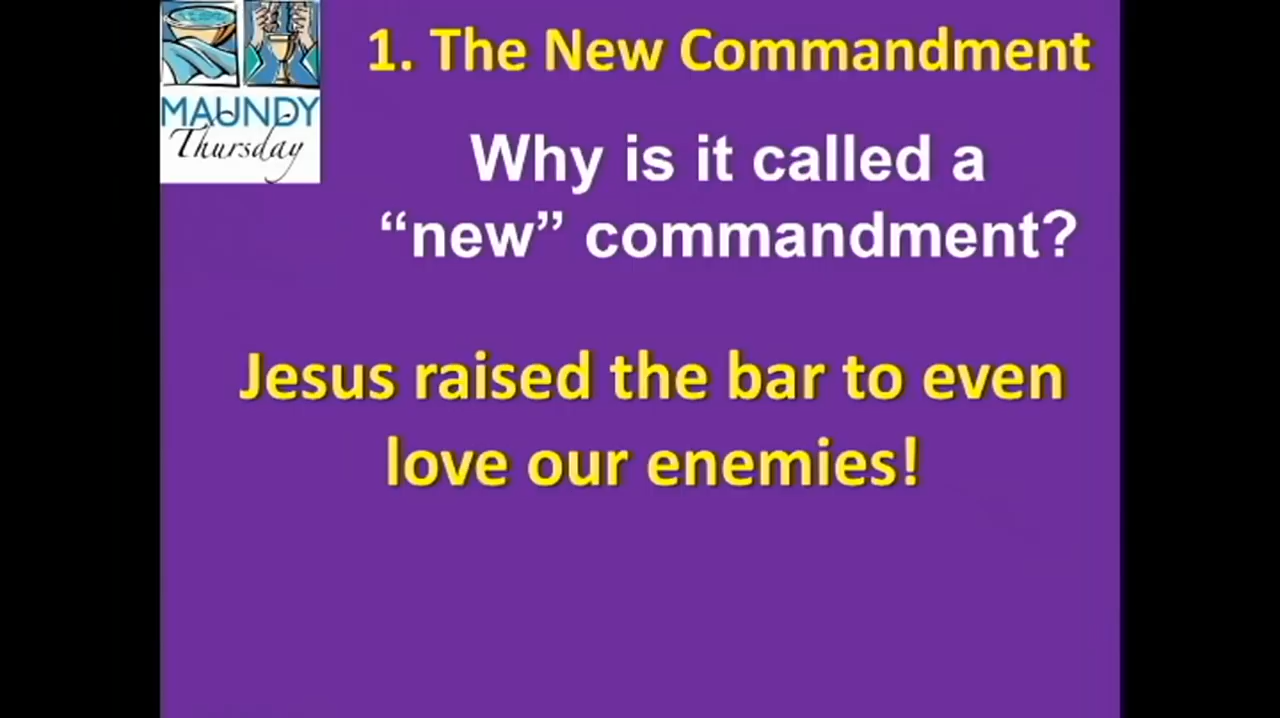 MAUNDY
Thursday
1. The New Commandment
Why is it called a
“new” commandment?
Jesus raised the bar to even
love our enemies!